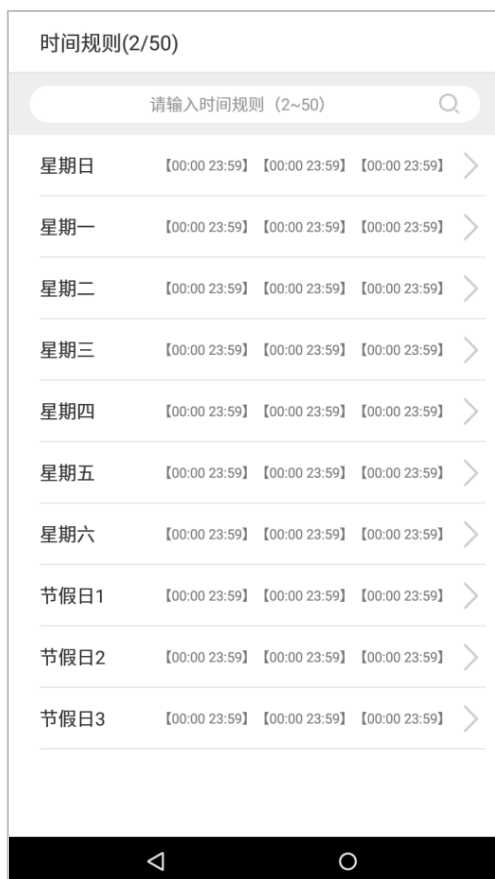 时间规则(2/50)
请输入时间规则（2~50）
星期日 【00:00 23:59】 【00:00 23:59】 【00:00 23:59】
星期一 【00:00 23:59】 【00:00 23:59】 【00:00 23:59】
星期二 【00:00 23:59】 【00:00 23:59】 【00:00 23:59】
星期三 【00:00 23:59】 【00:00 23:59】 【00:00 23:59】
星期四 【00:00 23:59】 【00:00 23:59】 【00:00 23:59】
星期五 【00:00 23:59】 【00:00 23:59】 【00:00 23:59】
星期六 【00:00 23:59】 【00:00 23:59】 【00:00 23:59】
节假日1 【00:00 23:59】 【00:00 23:59】 【00:00 23:59】
节假日2 【00:00 23:59】 【00:00 23:59】 【00:00 23:59】
节假日3 【00:00 23:59】 【00:00 23:59】 【00:00 23:59】